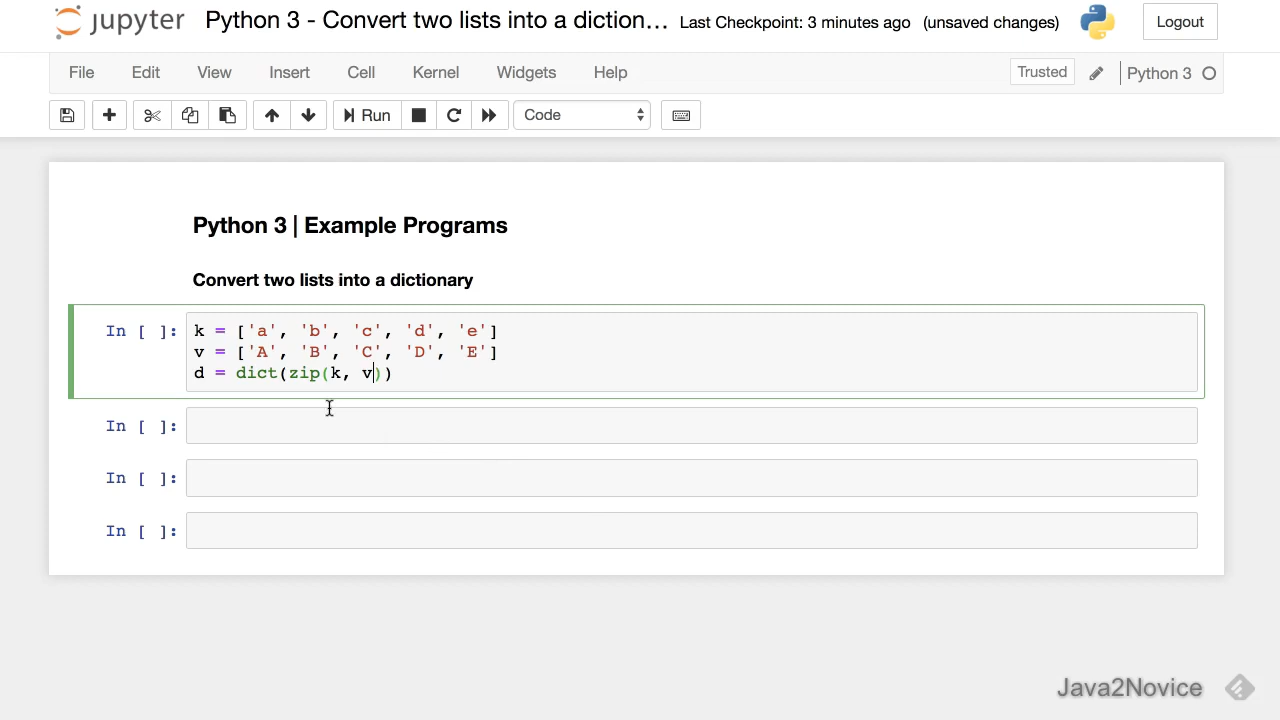 jupyter Python 3 - Convert two lists into a diction... Last Checkpoint: 3 minutes ago (unsaved changes) Logout
File Edit View Insert Cell Kernel Widgets Help Trusted Python 3
Run Code
Python 3 | Example Programs
Convert two lists into a dictionary
In [ ]: k = ['a', 'b', 'c', 'd', 'e']
v = ['A', 'B', 'C', 'D', 'E']
d = dict(zip(k, v))
In [ ]:
In [ ]:
In [ ]:
Java2Novice